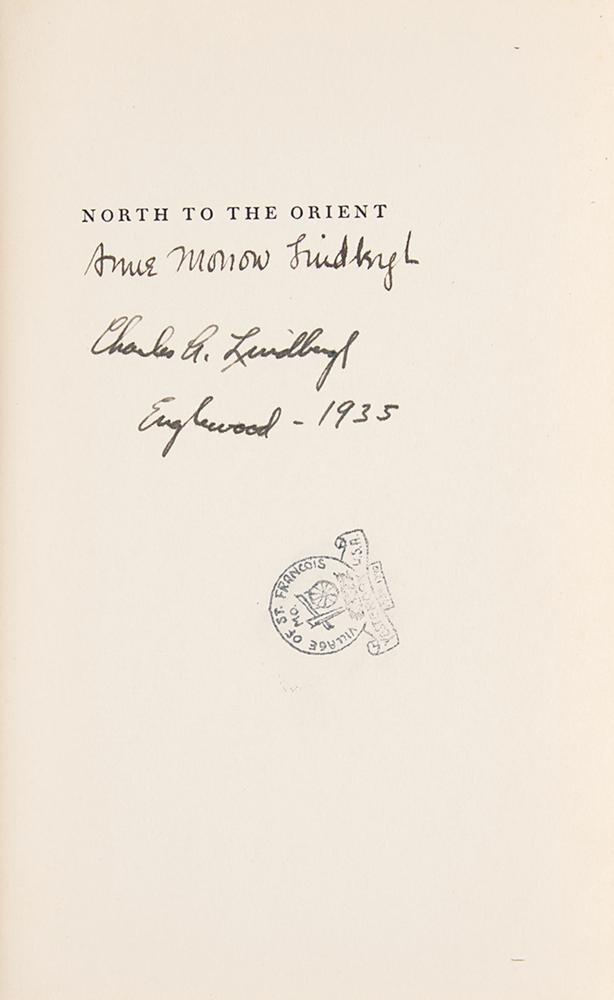 NORTH TO THE ORIENT
Anne Morrow Lindbergh
Charles A. Lindbergh
Englewood - 1935
VILLAGE OF ST. FRANCOIS
MO.
U.S.A.